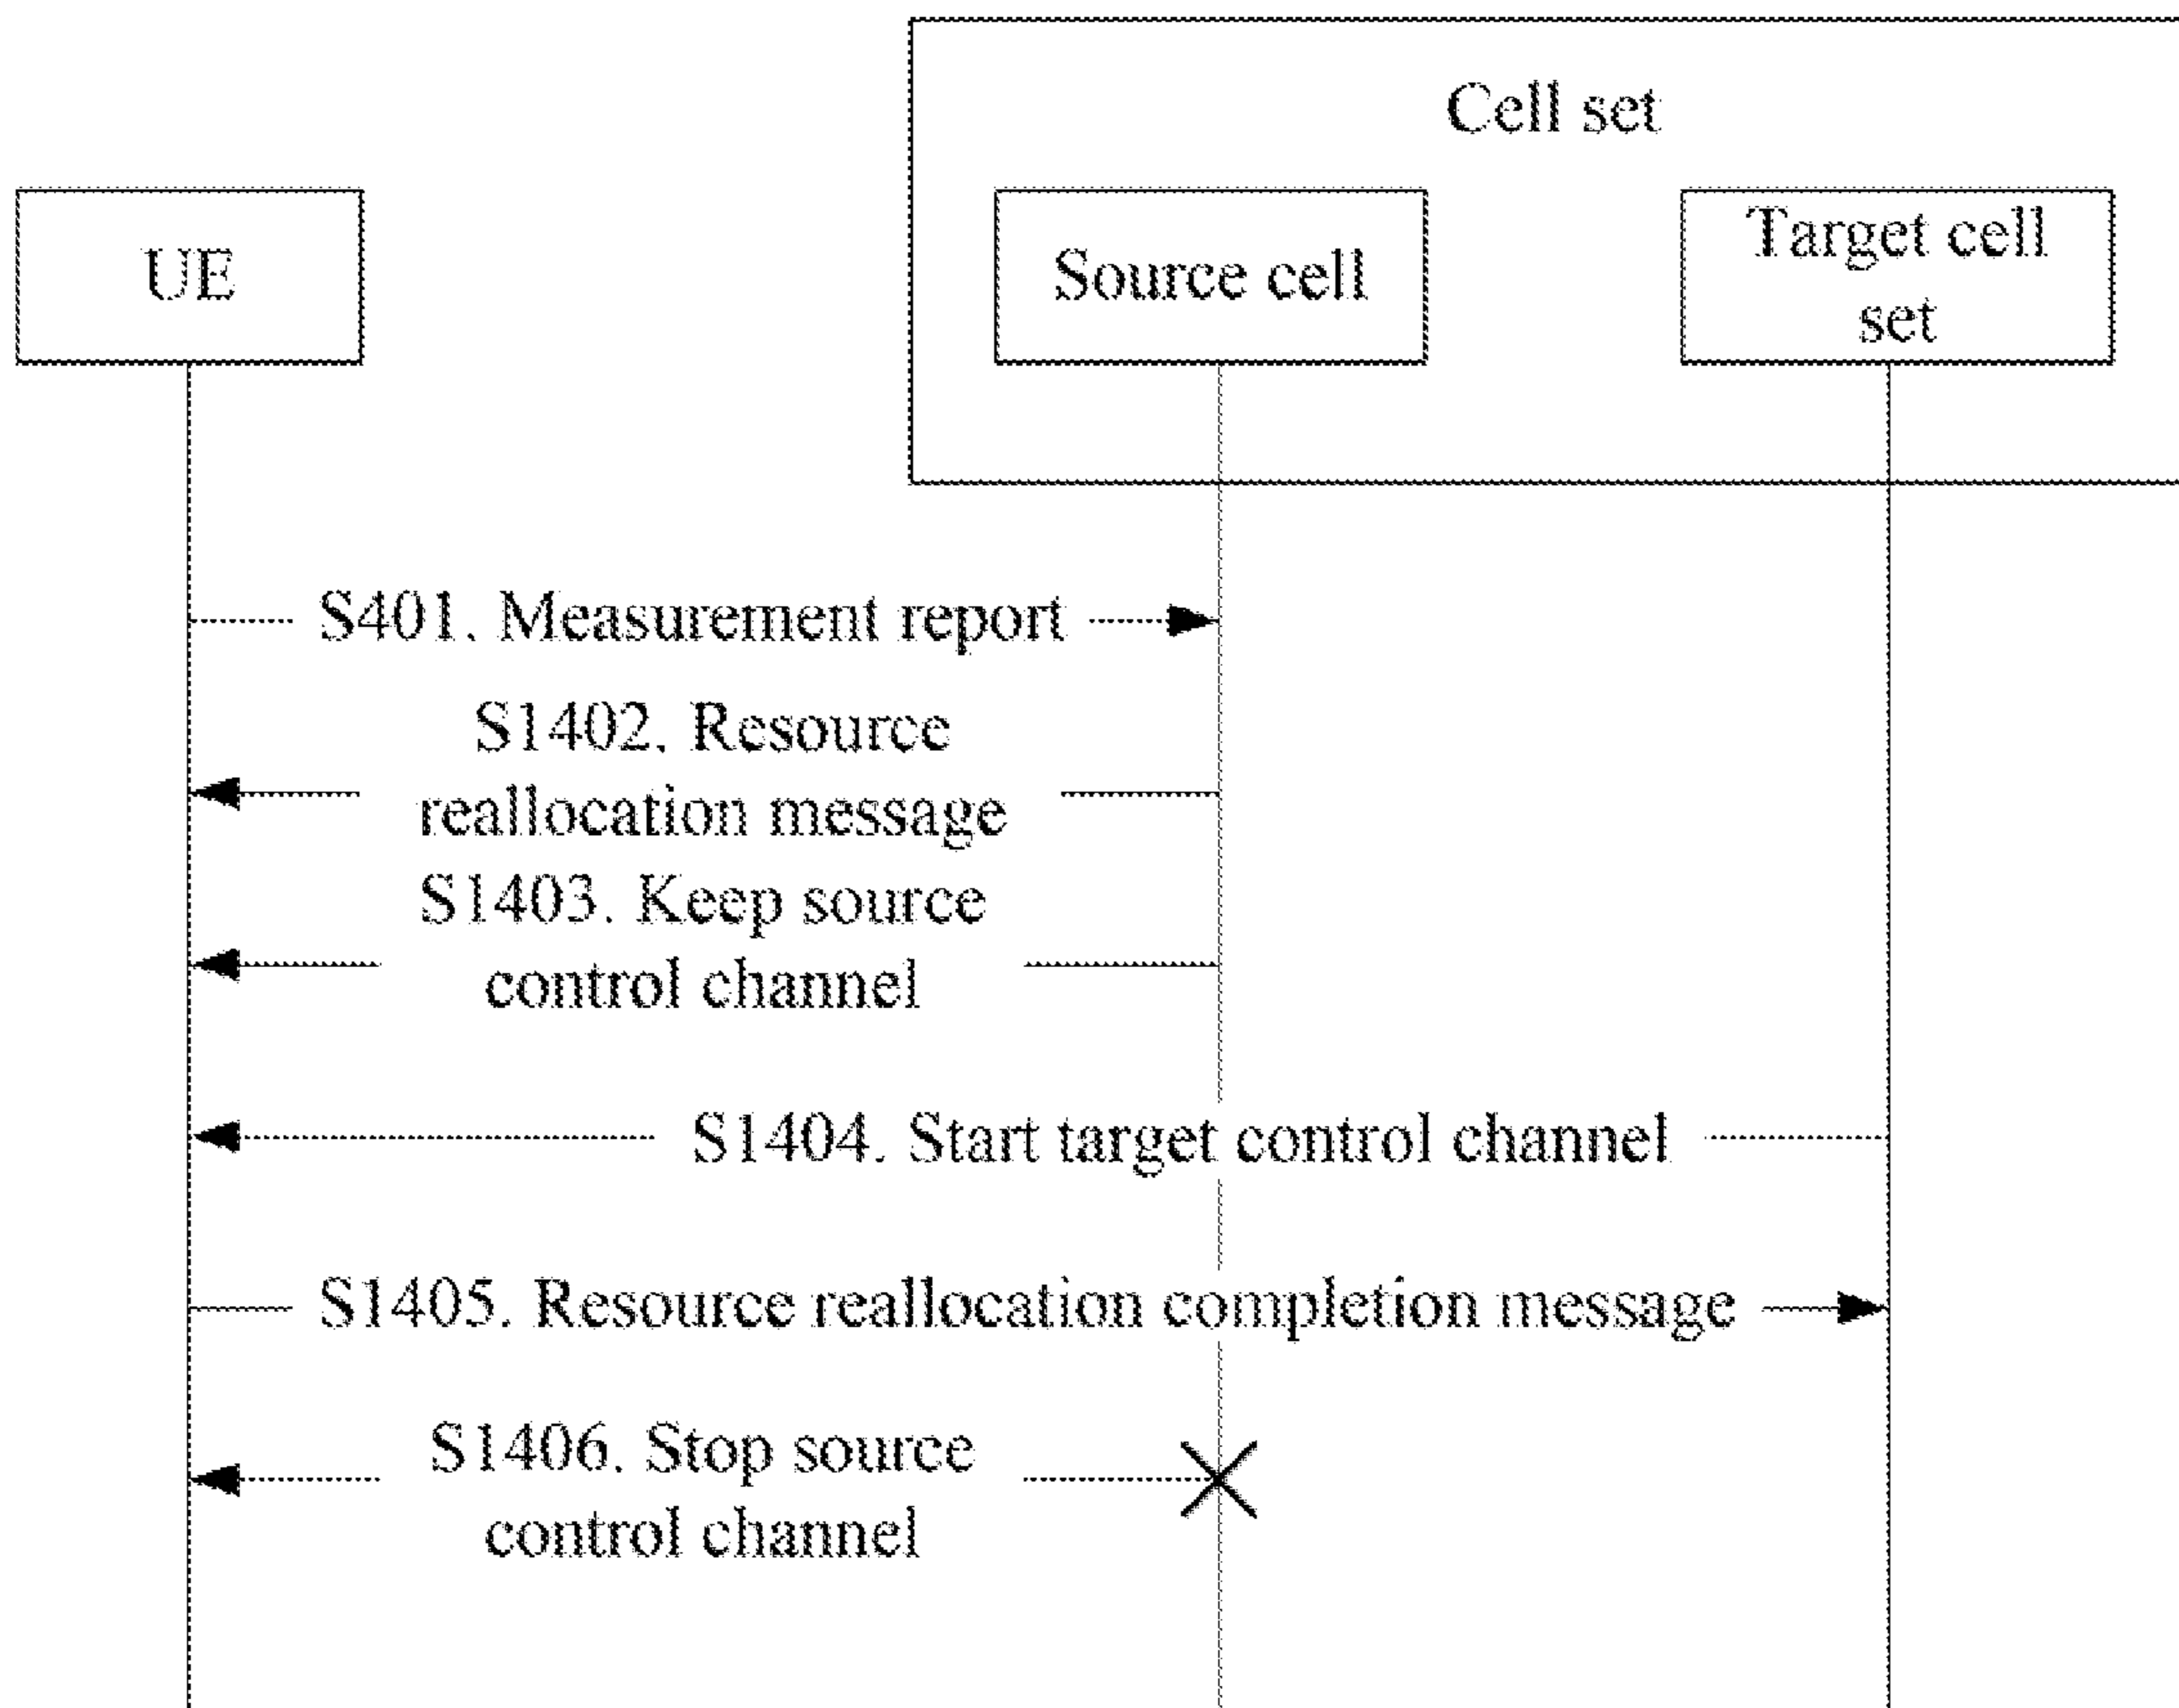 Cell set
UE
Source cell
Target cell
set
S401. Measurement report
S1402. Resource
reallocation message
S1403. Keep source
control channel
S1404. Start target control channel
S1405. Resource reallocation completion message
S1406. Stop source
control channel